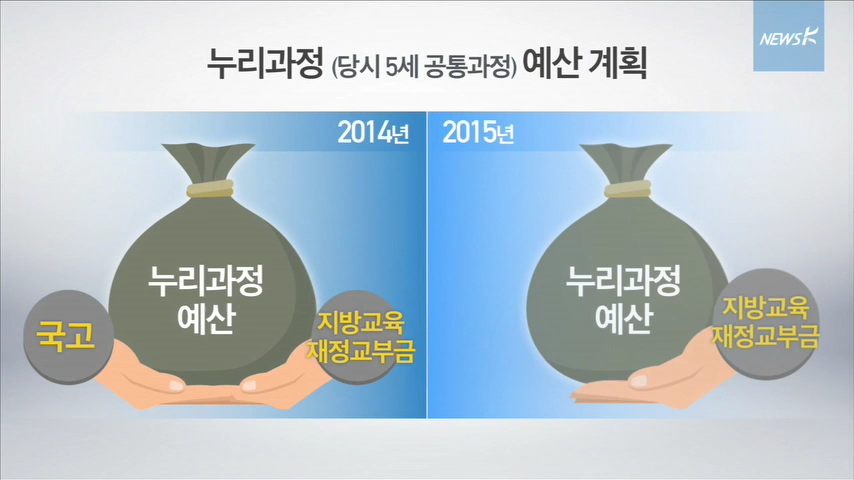 누리과정 (당시 5세 공통과정) 예산 계획
NEWS K
2014년
2015년
누리과정
예산
국고
지방교육
재정교부금
누리과정
예산
지방교육
재정교부금